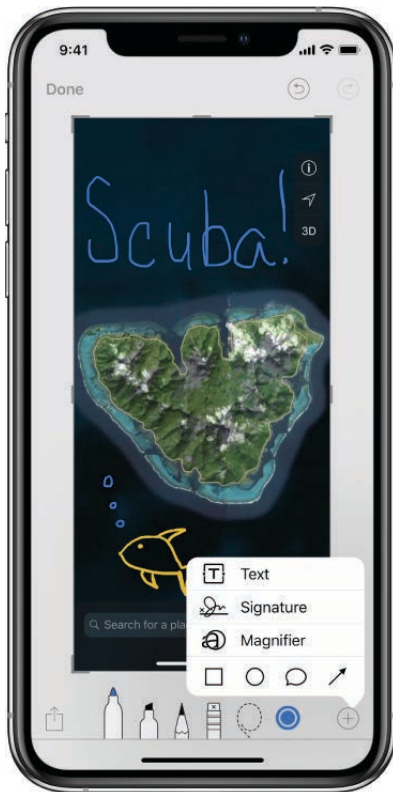 9:41
Done
3D
Scuba!
Text
Signature
Search for a pla
Magnifier